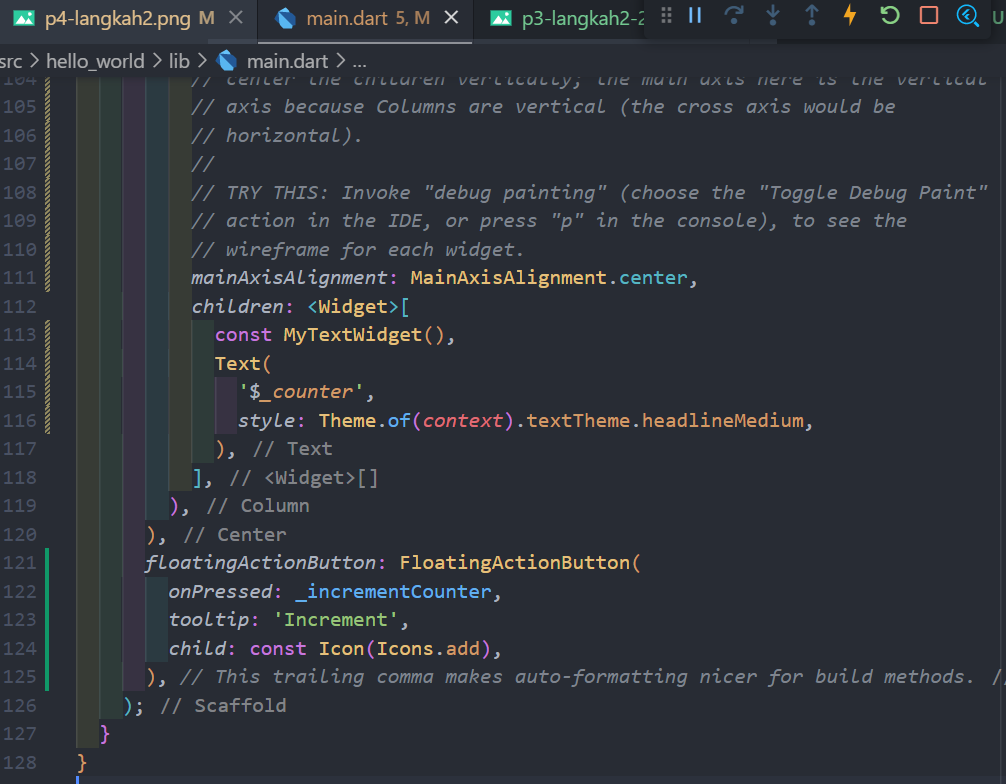 p4-langkah2.png M
main.dart 5, M
p3-langkah2-2
U
src > hello_world > lib > main.dart > ...
104 // center the children vertically; the main axis here is the vertical
105 // axis because Columns are vertical (the cross axis would be
106 // horizontal).
107 //
108 // TRY THIS: Invoke "debug painting" (choose the "Toggle Debug Paint"
109 // action in the IDE, or press "p" in the console), to see the
110 // wireframe for each widget.
111 mainAxisAlignment: MainAxisAlignment.center,
112 children: <Widget>[
113 const MyTextWidget(),
114 Text(
115 '$_counter',
116 style: Theme.of(context).textTheme.headlineMedium,
117 ), // Text
118 ], // <Widget>[]
119 ), // Column
120 ), // Center
121 floatingActionButton: FloatingActionButton(
122 onPressed: _incrementCounter,
123 tooltip: 'Increment',
124 child: const Icon(Icons.add),
125 ), // This trailing comma makes auto-formatting nicer for build methods. //
126 ); // Scaffold
127 }
128 }